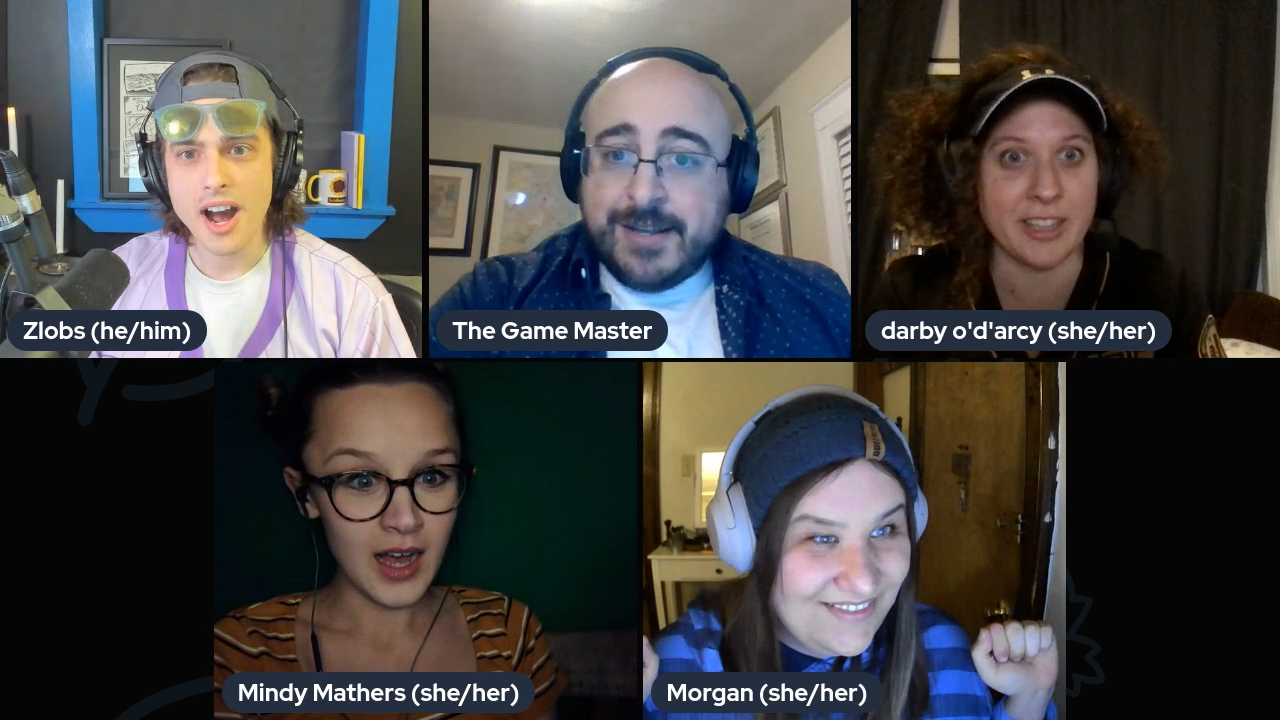 Zlobs (he/him)
The Game Master
darby o'd'arcy (she/her)
Mindy Mathers (she/her)
Morgan (she/her)